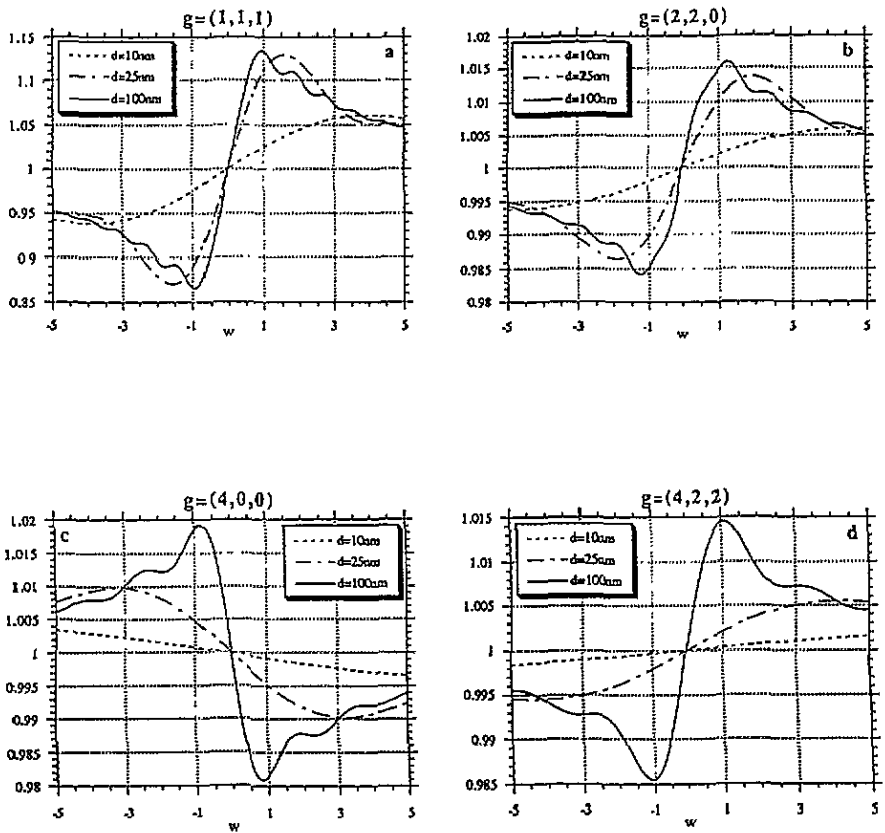 g=(1,1,1)
a
d=10nm
d=25nm
d=100nm
1.15
1.1
1.05
1
0.95
0.9
0.85
-5
-3
-1
1
3
5
w
g=(2,2,0)
b
d=10nm
d=25nm
d=100nm
1.02
1.015
1.01
1.005
1
0.995
0.99
0.985
0.98
-5
-3
-1
1
3
5
w
g=(4,0,0)
c
d=10nm
d=25nm
d=100nm
1.02
1.015
1.01
1.005
1
0.995
0.99
0.985
0.98
-5
-3
-1
1
3
5
w
g=(4,2,2)
d
d=10nm
d=25nm
d=100nm
1.015
1.01
1.005
1
0.995
0.99
0.985
-5
-3
-1
1
3
5
w